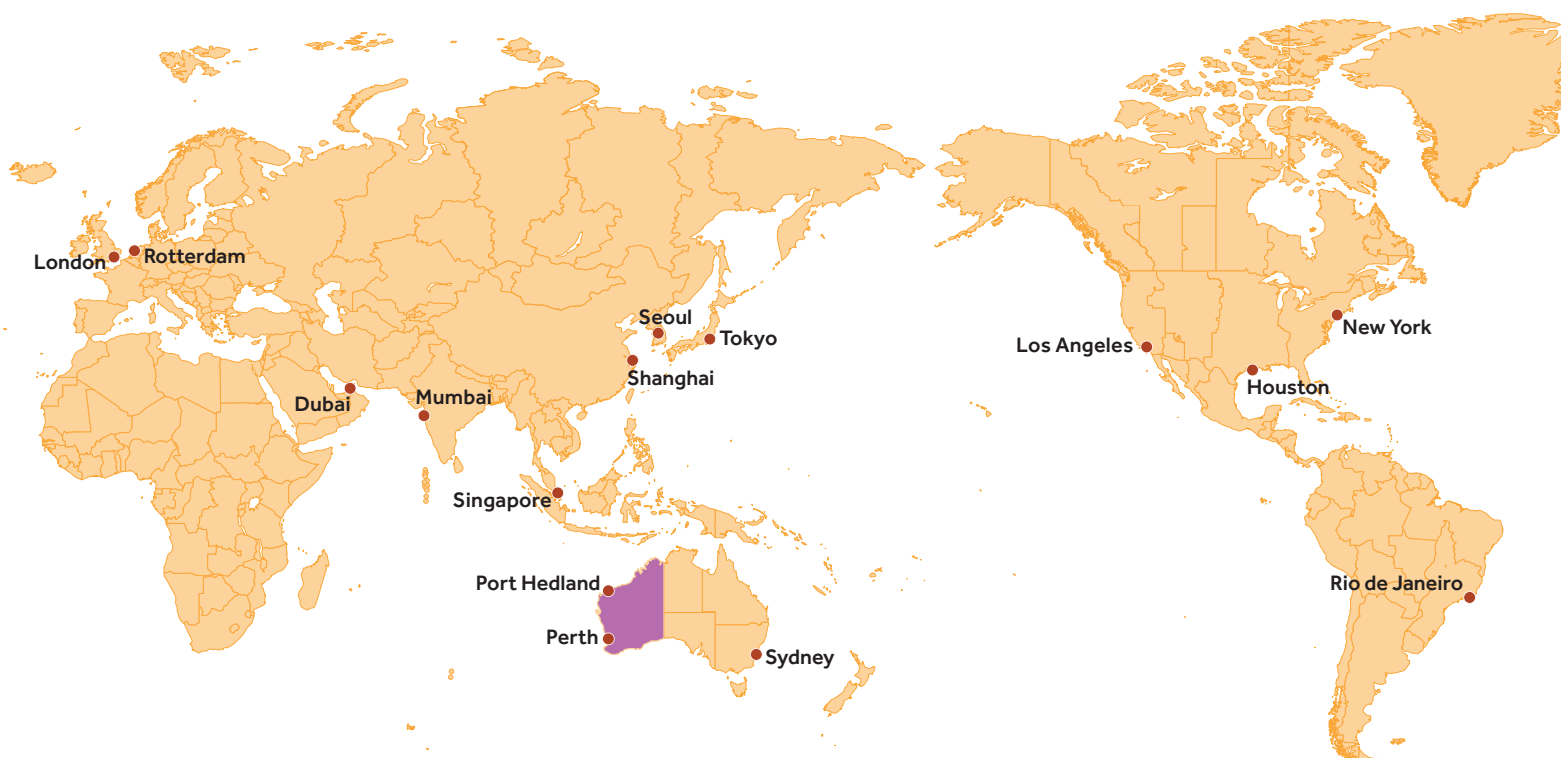 London
Rotterdam
Seoul
Tokyo
New York
Los Angeles
Shanghai
Houston
Dubai
Mumbai
Singapore
Port Hedland
Rio de Janeiro
Perth
Sydney